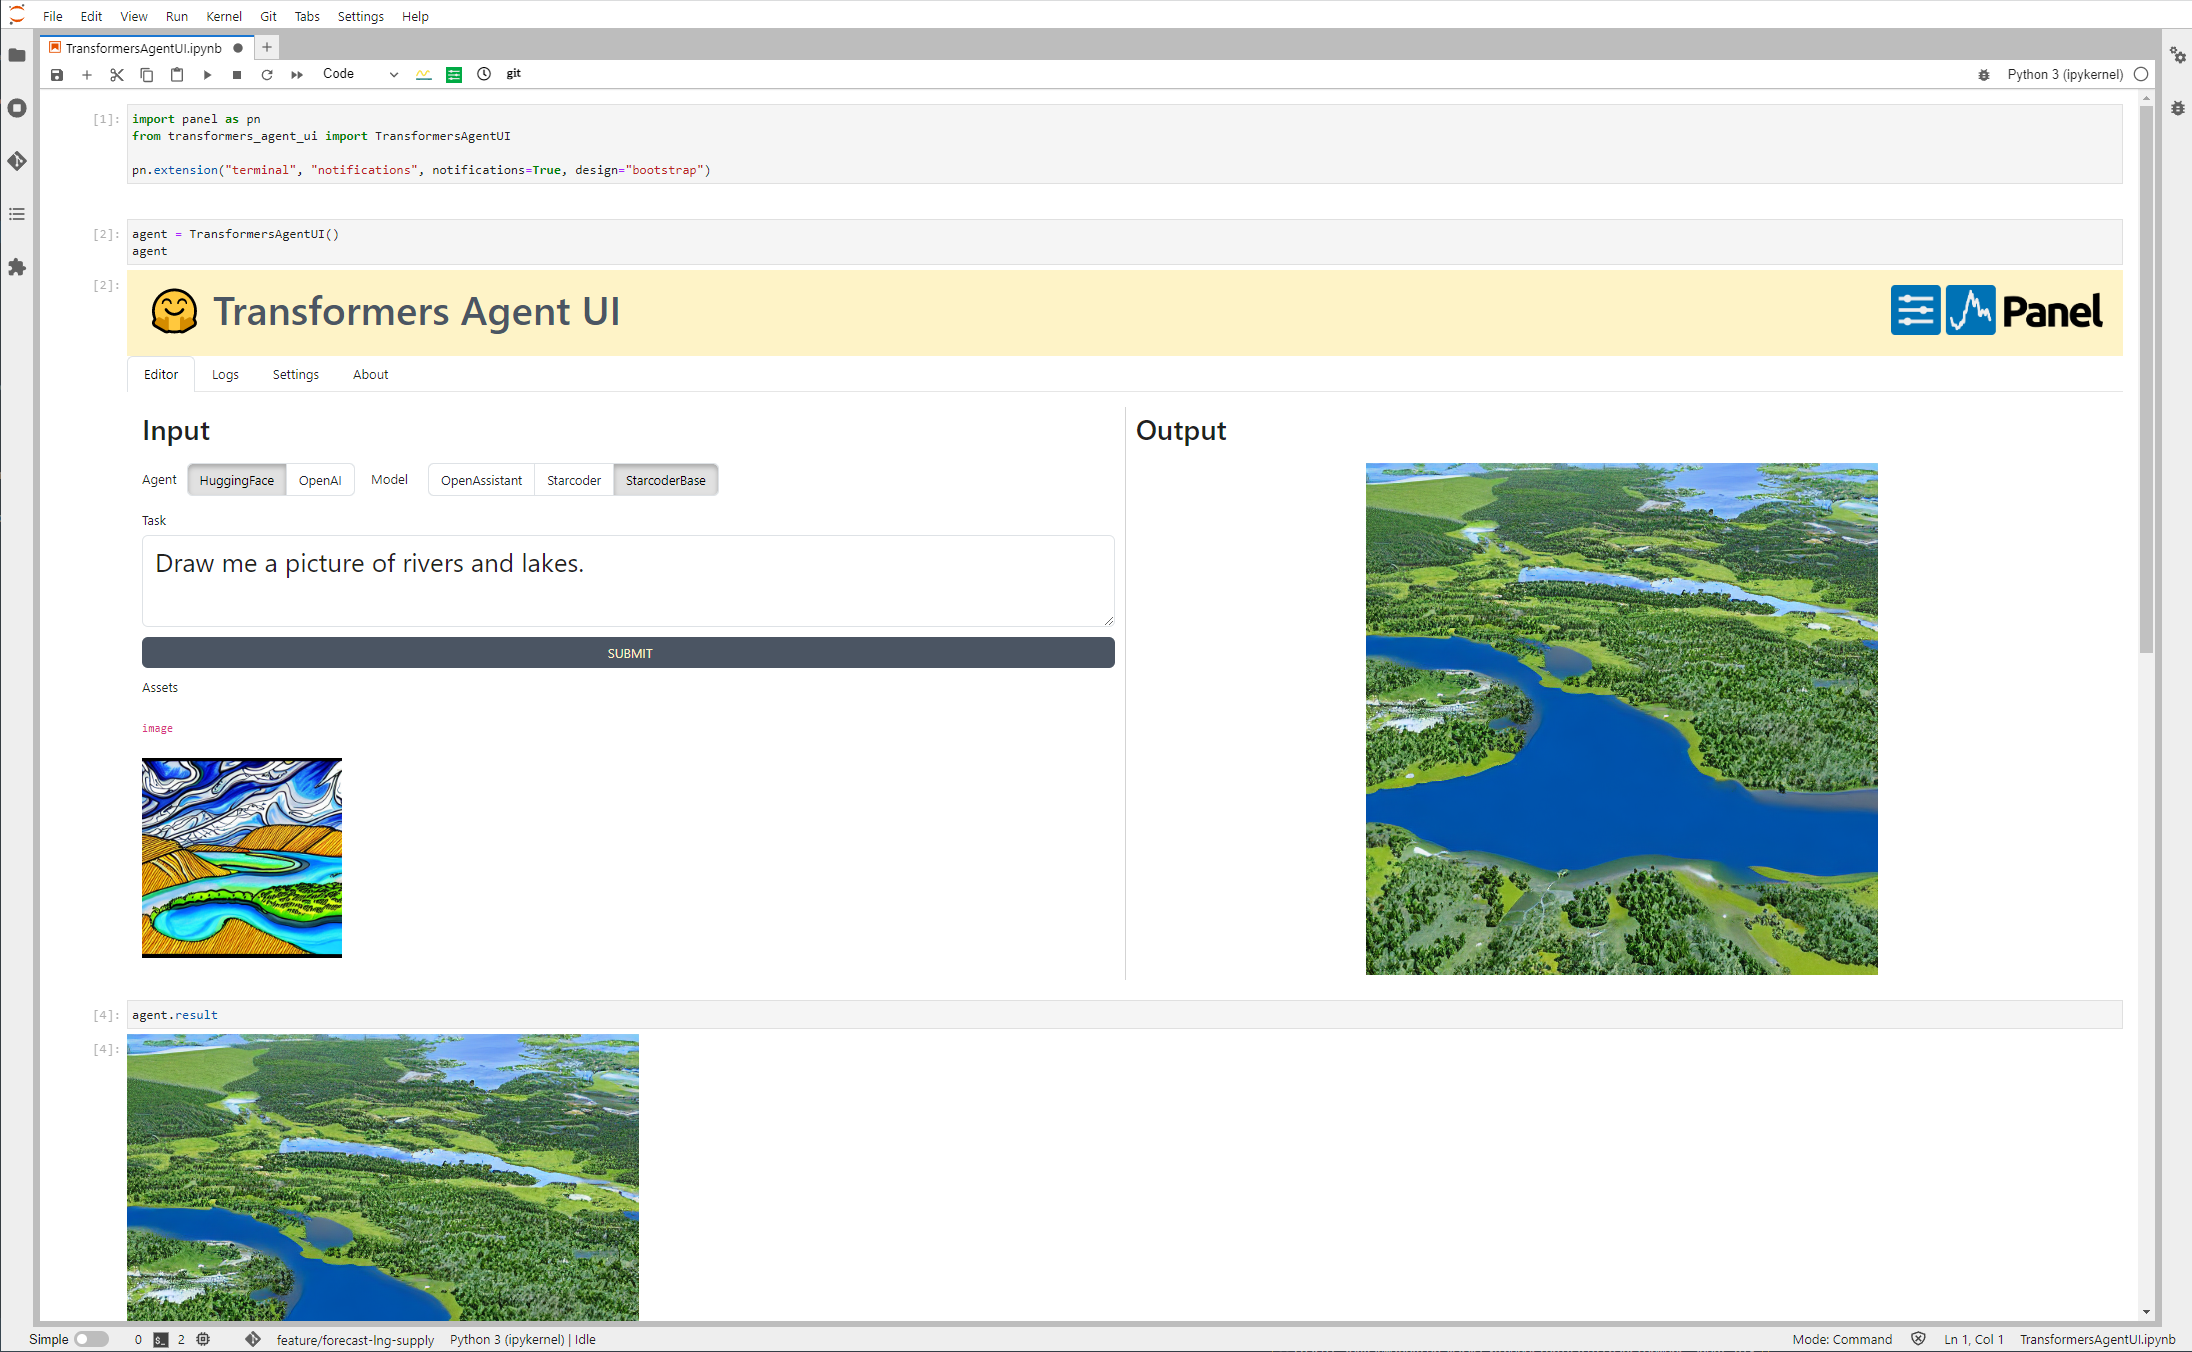 File Edit View Run Kernel Git Tabs Settings Help
TransformersAgentUI.ipynb
Code git Python 3 (ipykernel)
[1]: import panel as pn
from transformers_agent_ui import TransformersAgentUI
pn.extension("terminal", "notifications", notifications=True, design="bootstrap")
[2]: agent = TransformersAgentUI()
agent
[2]:
Transformers Agent UI
Panel
Editor Logs Settings About
Input
Agent HuggingFace OpenAI Model OpenAssistant Starcoder StarcoderBase
Task
Draw me a picture of rivers and lakes.
SUBMIT
Assets
image
Output
[4]: agent.result
[4]:
Simple 0 $_ 2 feature/forecast-lng-supply Python 3 (ipykernel) | Idle Mode: Command Ln 1, Col 1 TransformersAgentUI.ipynb